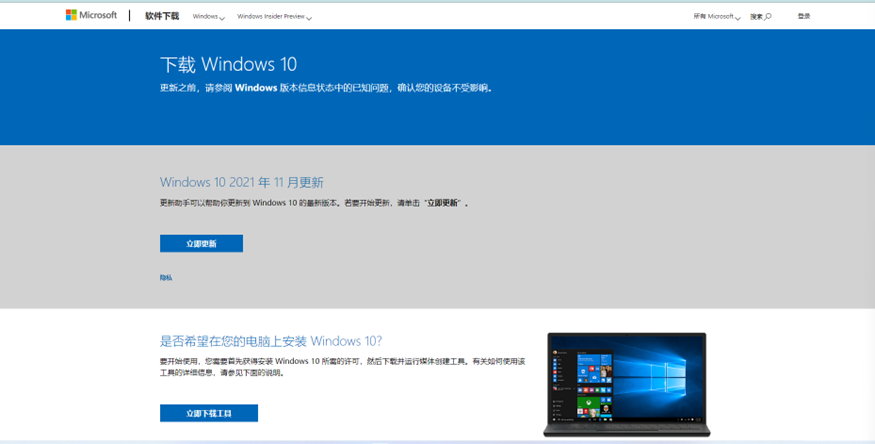 Microsoft 软件下载 Windows Windows Insider Preview 所有 Microsoft 搜索 登录
下载 Windows 10
更新之前，请参阅 Windows 版本信息状态中的已知问题，确认您的设备不受影响。
Windows 10 2021 年 11 月更新
更新助手可以帮助你更新到 Windows 10 的最新版本。若要开始更新，请单击“立即更新”。
立即更新
隐私
是否希望在您的电脑上安装 Windows 10?
要开始使用，您需要首先获得安装 Windows 10 所需的许可，然后下载并运行媒体创建工具。有关如何使用该
工具的详细信息，请参见下面的说明。
立即下载工具